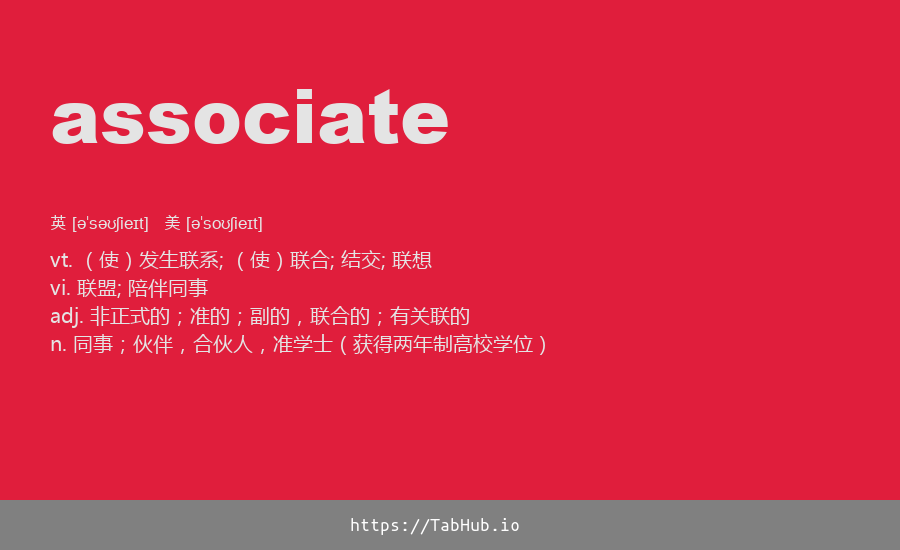 associate
英 [əˈsəʊʃieɪt] 美 [əˈsoʊʃieɪt]
vt. （使）发生联系; （使）联合; 结交; 联想
vi. 联盟; 陪伴同事
adj. 非正式的；准的；副的，联合的；有关联的
n. 同事；伙伴，合伙人，准学士（获得两年制高校学位）
https://TabHub.io